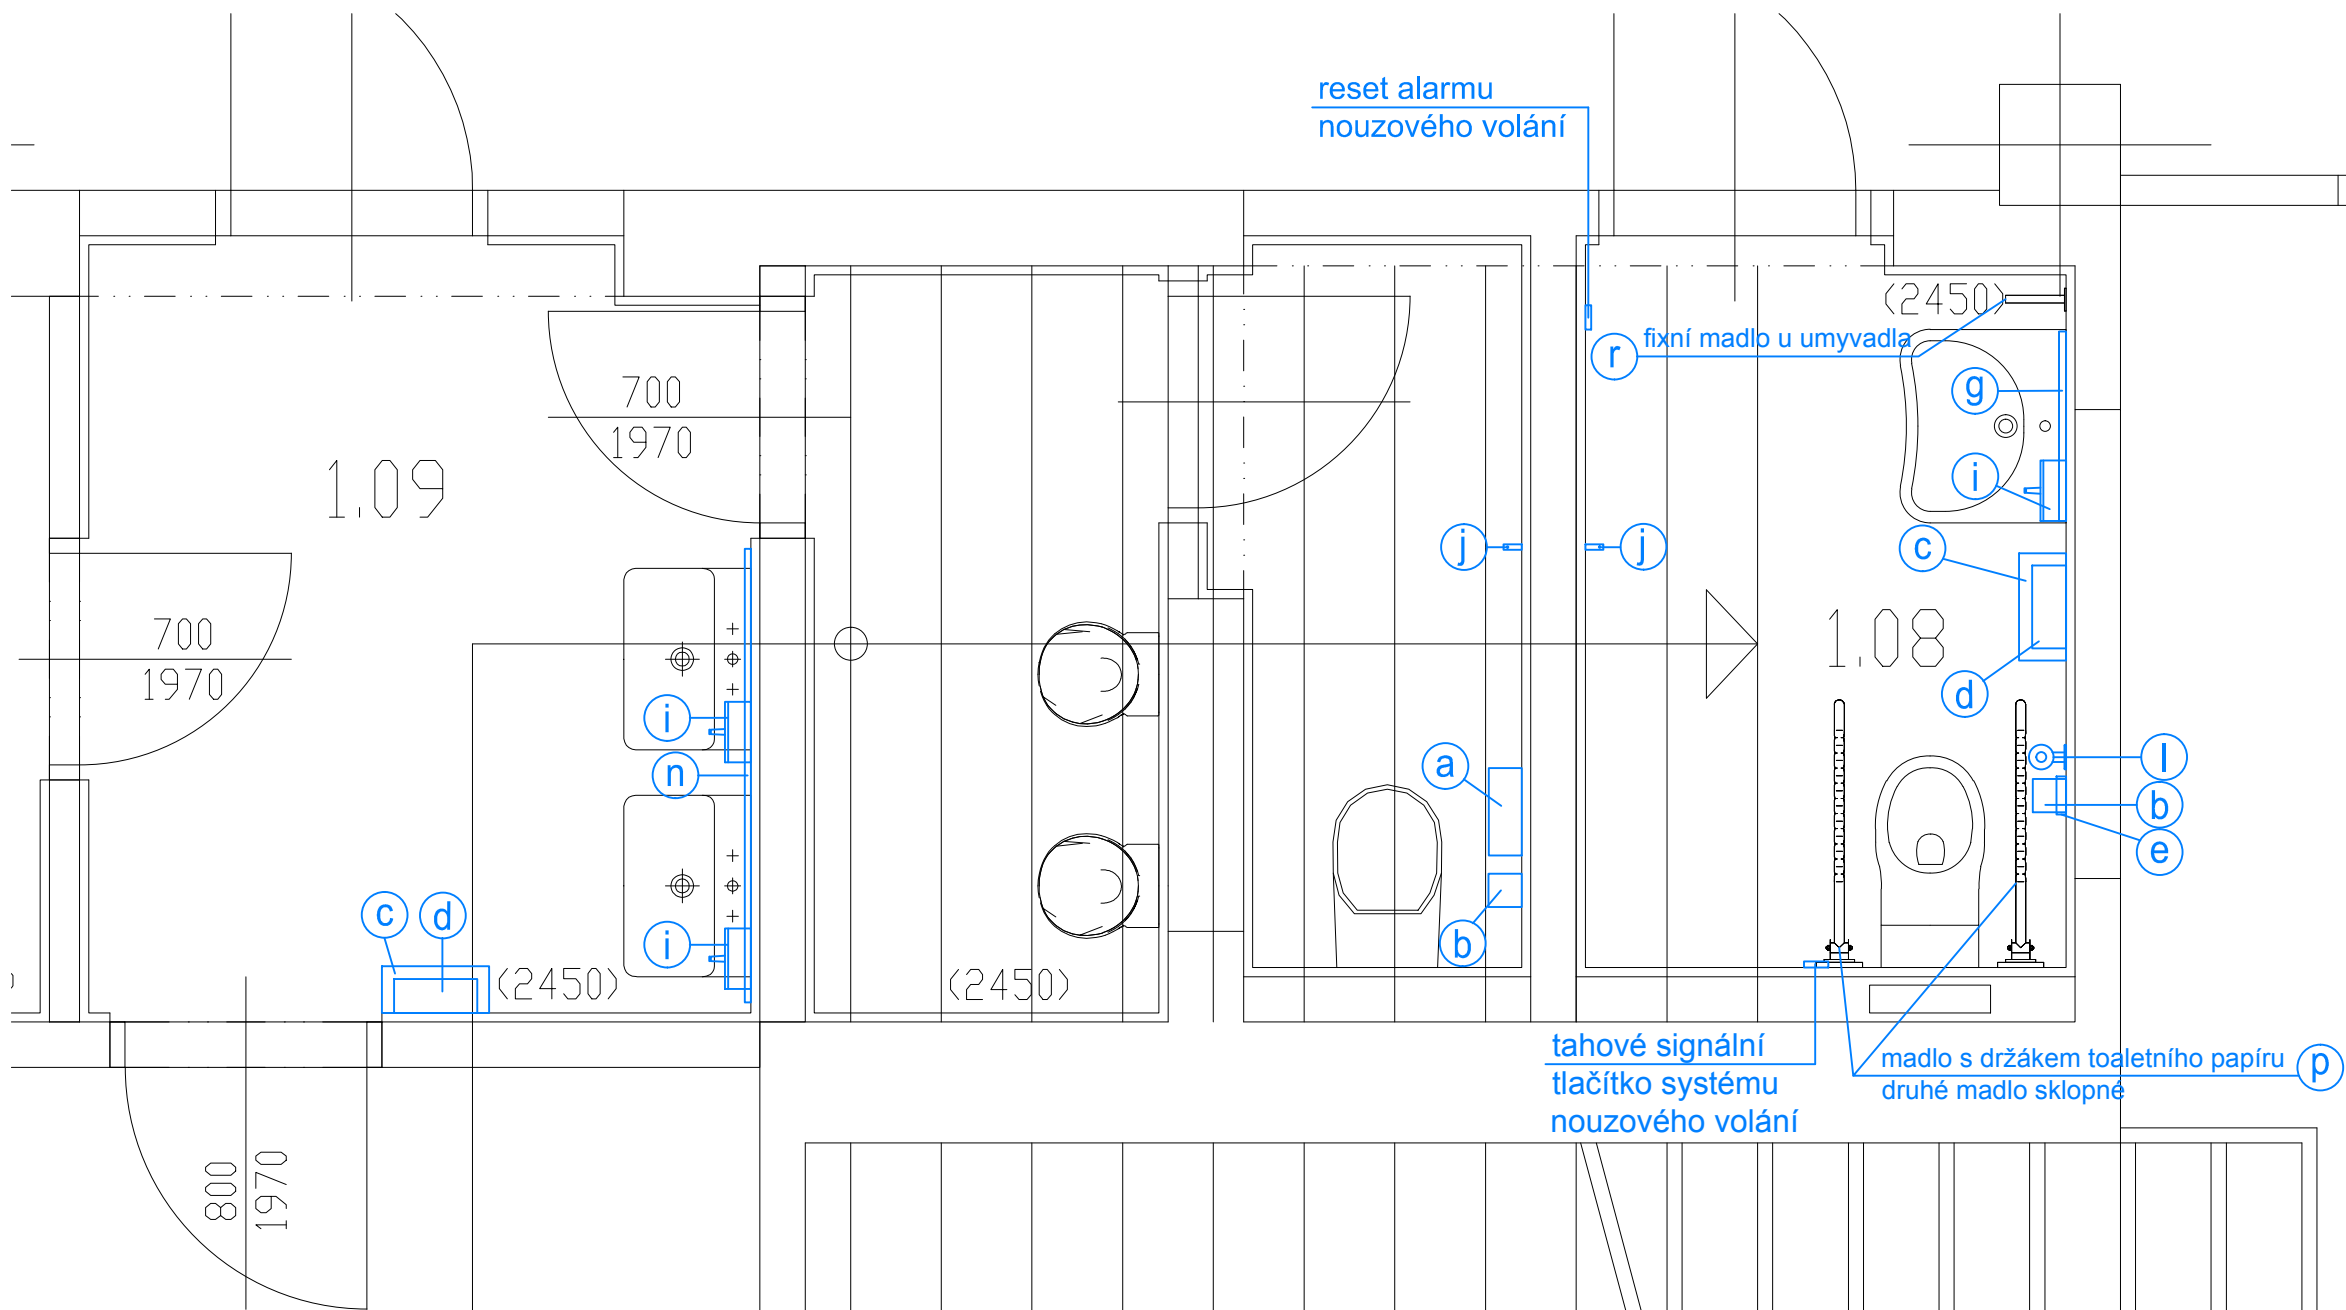 reset alarmu
nouzového volání
(2450)
r
fixní madlo u umyvadla
700
1970
g
1.09
i
j
j
c
700
1970
1.08
d
i
n
a
l
b
e
c
d
i
b
(2450)
(2450)
tahové signální
tlačítko systému
nouzového volání
madlo s držákem toaletního papíru
druhé madlo sklopné
p
800
1970